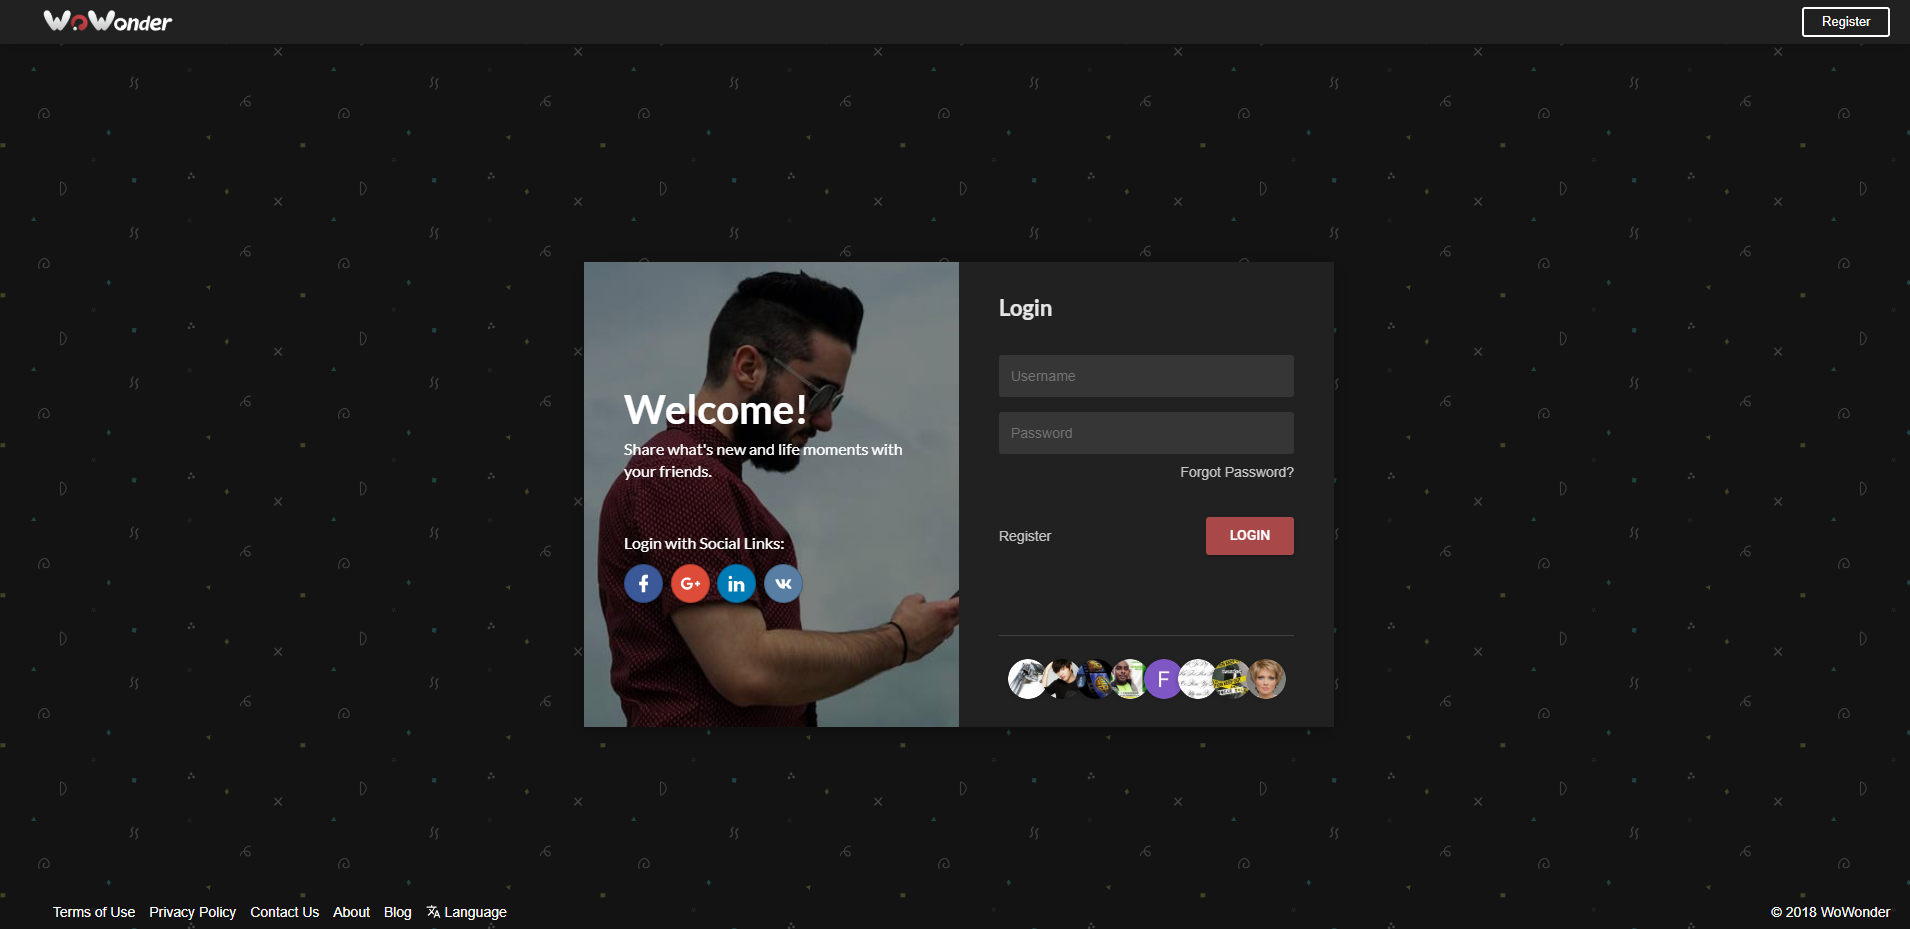 WoWonder
Register
Welcome!
Share what's new and life moments with
your friends.
Login with Social Links:
f G+ in
Login
Username
Password
Forgot Password?
Register
LOGIN
F
Terms of Use Privacy Policy Contact Us About Blog Language
© 2018 WoWonder